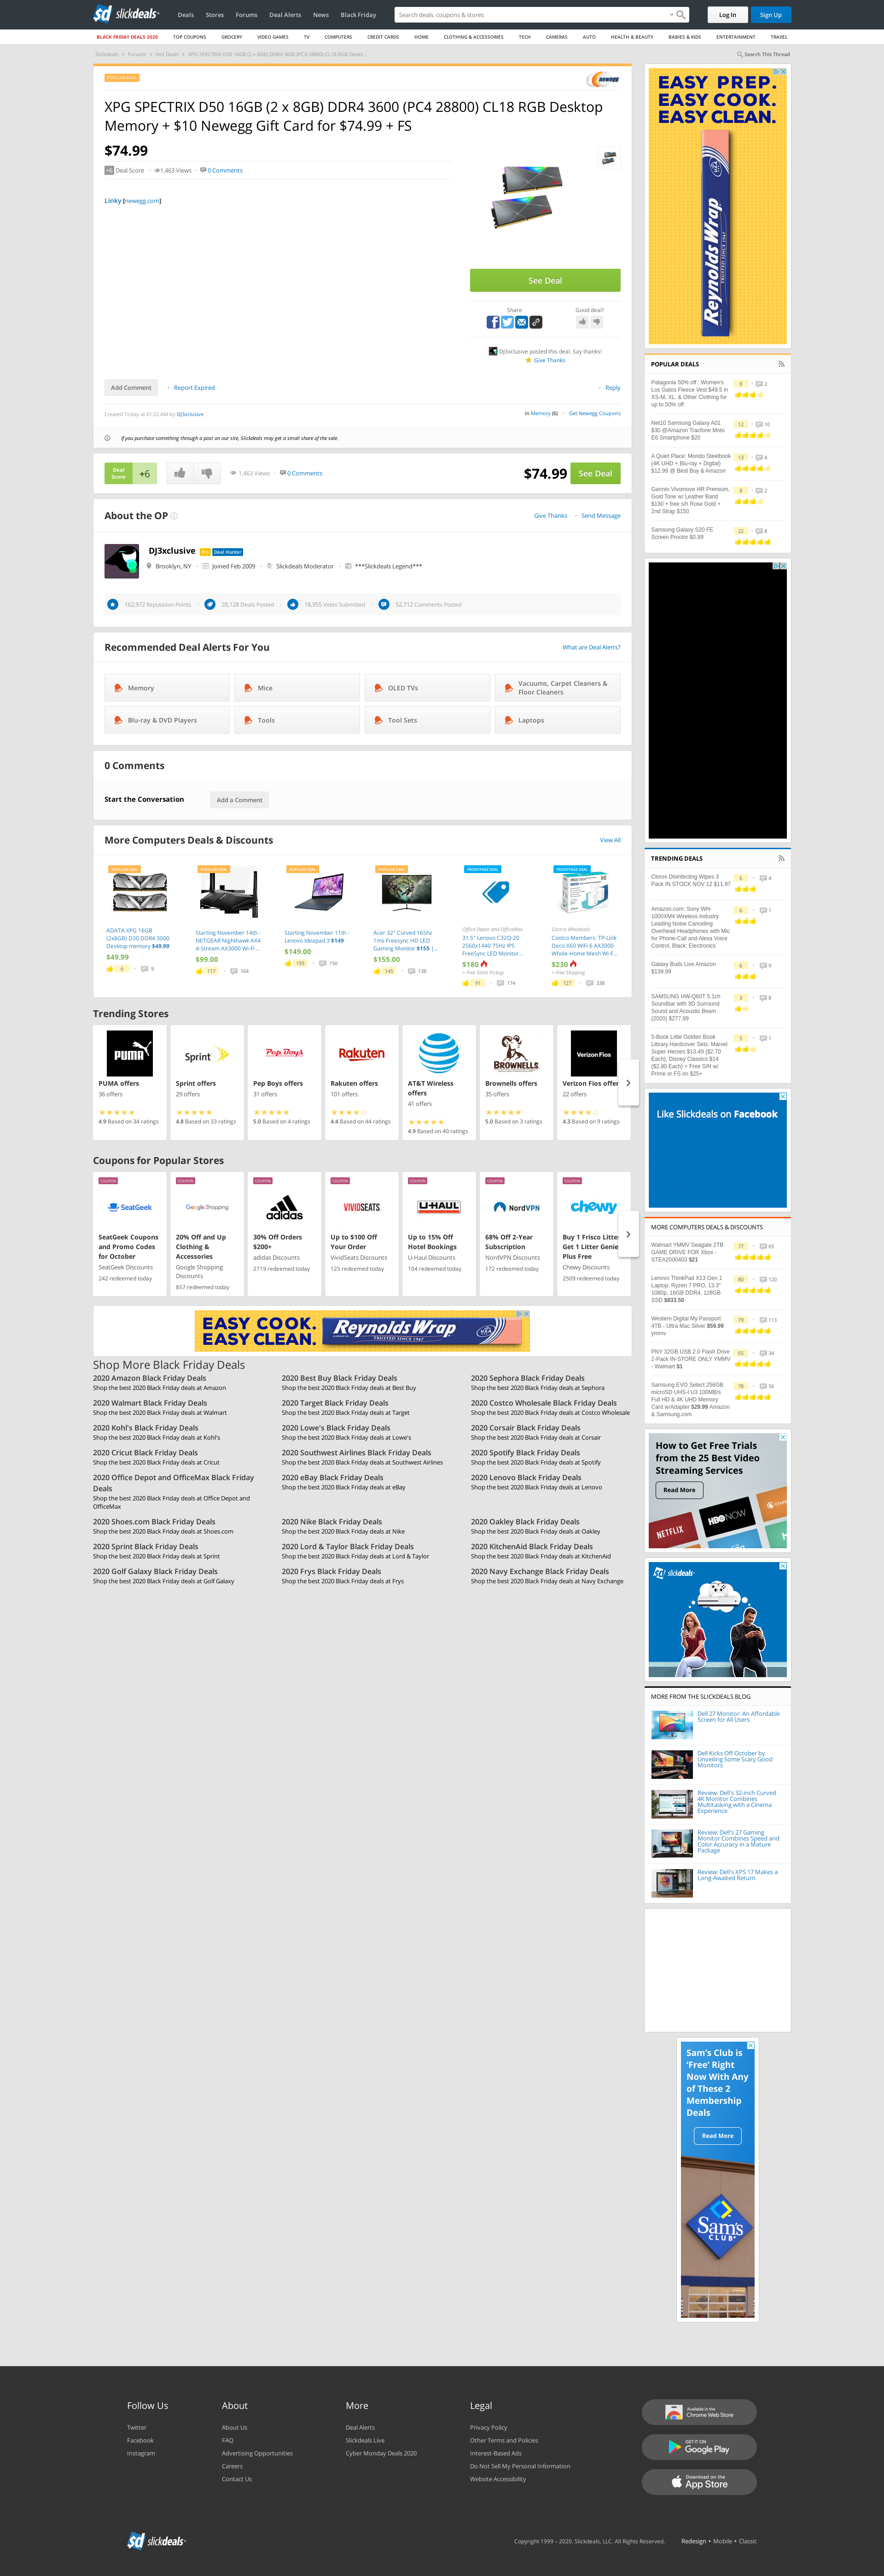 slickdeals
Deals
Stores
Forums
Deal Alerts
News
Black Friday
Search deals, coupons & stores
Log In
Sign Up
BLACK FRIDAY DEALS 2020
TOP COUPONS
GROCERY
VIDEO GAMES
TV
COMPUTERS
CREDIT CARDS
HOME
CLOTHING & ACCESSORIES
TECH
CAMERAS
AUTO
HEALTH & BEAUTY
BABIES & KIDS
ENTERTAINMENT
TRAVEL
Slickdeals
Forums
Hot Deals
XPG SPECTRIX D50 16GB (2 x 8GB) DDR4 3600 (PC4 28800) CL18 RGB Deskt...
Search This Thread
POPULAR DEAL
newegg
XPG SPECTRIX D50 16GB (2 x 8GB) DDR4 3600 (PC4 28800) CL18 RGB Desktop
Memory + $10 Newegg Gift Card for $74.99 + FS
$74.99
+6 Deal Score
1,463 Views
0 Comments
Linky [newegg.com]
See Deal
Share
Good deal?
DJ3xclusive posted this deal. Say thanks!
Give Thanks
Add Comment
Report Expired
Reply
Created Today at 01:22 AM by DJ3xclusive
in Memory (6)
Get Newegg Coupons
If you purchase something through a post on our site, Slickdeals may get a small share of the sale.
Deal
Score
+6
1,463 Views
0 Comments
$74.99
See Deal
About the OP
Give Thanks
Send Message
DJ3xclusive
Pro
Deal Hunter
Brooklyn, NY
Joined Feb 2009
Slickdeals Moderator
***Slickdeals Legend***
162,972 Reputation Points
28,128 Deals Posted
18,955 Votes Submitted
52,712 Comments Posted
Recommended Deal Alerts For You
What are Deal Alerts?
Memory
Mice
OLED TVs
Vacuums, Carpet Cleaners &
Floor Cleaners
Blu-ray & DVD Players
Tools
Tool Sets
Laptops
0 Comments
Start the Conversation
Add a Comment
More Computers Deals & Discounts
View All
POPULAR DEAL
ADATA XPG 16GB
(2x8GB) D30 DDR4 3000
Desktop memory $49.99
$49.99
6
9
POPULAR DEAL
Starting November 14th -
NETGEAR Nighthawk AX4
4-Stream AX3000 Wi-Fi ...
$99.00
117
164
POPULAR DEAL
Starting November 11th -
Lenovo Ideapad 3 $149
$149.00
193
150
POPULAR DEAL
Acer 32" Curved 165hz
1ms Freesync HD LED
Gaming Monitor $155 | ...
$155.00
145
138
FRONTPAGE DEAL
Office Depot and OfficeMax
31.5" Lenovo C32Q-20
2560x1440 75Hz IPS
FreeSync LED Monitor...
$180
+ Free Store Pickup
91
174
FRONTPAGE DEAL
Costco Wholesale
Costco Members: TP-Link
Deco X60 WiFi 6 AX3000
Whole-Home Mesh Wi-F...
$230
+ Free Shipping
127
338
Trending Stores
PUMA
PUMA offers
36 offers
4.9 Based on 34 ratings
Sprint
Sprint offers
29 offers
4.8 Based on 33 ratings
Pep Boys
Pep Boys offers
31 offers
5.0 Based on 4 ratings
Rakuten
Rakuten offers
101 offers
4.4 Based on 44 ratings
AT&T Wireless
offers
41 offers
4.9 Based on 40 ratings
BROWNELLS
Brownells offers
35 offers
5.0 Based on 3 ratings
Verizon Fios
Verizon Fios offer
22 offers
4.3 Based on 9 ratings
Coupons for Popular Stores
COUPON
SeatGeek
SeatGeek Coupons
and Promo Codes
for October
SeatGeek Discounts
242 redeemed today
COUPON
Google Shopping
20% Off and Up
Clothing &
Accessories
Google Shopping
Discounts
857 redeemed today
COUPON
adidas
30% Off Orders
$200+
adidas Discounts
2719 redeemed today
COUPON
VIVIDSEATS
Up to $100 Off
Your Order
VividSeats Discounts
125 redeemed today
COUPON
U-HAUL
Up to 15% Off
Hotel Bookings
U-Haul Discounts
104 redeemed today
COUPON
NordVPN
68% Off 2-Year
Subscription
NordVPN Discounts
172 redeemed today
COUPON
chewy
Buy 1 Frisco Litter
Get 1 Litter Genie
Plus Free
Chewy Discounts
2509 redeemed today
EASY COOK.
EASY CLEAN.
Reynolds Wrap
TRUSTED SINCE 1947
Shop More Black Friday Deals
2020 Amazon Black Friday Deals
Shop the best 2020 Black Friday deals at Amazon
2020 Best Buy Black Friday Deals
Shop the best 2020 Black Friday deals at Best Buy
2020 Sephora Black Friday Deals
Shop the best 2020 Black Friday deals at Sephora
2020 Walmart Black Friday Deals
Shop the best 2020 Black Friday deals at Walmart
2020 Target Black Friday Deals
Shop the best 2020 Black Friday deals at Target
2020 Costco Wholesale Black Friday Deals
Shop the best 2020 Black Friday deals at Costco Wholesale
2020 Kohl's Black Friday Deals
Shop the best 2020 Black Friday deals at Kohl's
2020 Lowe's Black Friday Deals
Shop the best 2020 Black Friday deals at Lowe's
2020 Corsair Black Friday Deals
Shop the best 2020 Black Friday deals at Corsair
2020 Cricut Black Friday Deals
Shop the best 2020 Black Friday deals at Cricut
2020 Southwest Airlines Black Friday Deals
Shop the best 2020 Black Friday deals at Southwest Airlines
2020 Spotify Black Friday Deals
Shop the best 2020 Black Friday deals at Spotify
2020 Office Depot and OfficeMax Black Friday
Deals
Shop the best 2020 Black Friday deals at Office Depot and
OfficeMax
2020 eBay Black Friday Deals
Shop the best 2020 Black Friday deals at eBay
2020 Lenovo Black Friday Deals
Shop the best 2020 Black Friday deals at Lenovo
2020 Shoes.com Black Friday Deals
Shop the best 2020 Black Friday deals at Shoes.com
2020 Nike Black Friday Deals
Shop the best 2020 Black Friday deals at Nike
2020 Oakley Black Friday Deals
Shop the best 2020 Black Friday deals at Oakley
2020 Sprint Black Friday Deals
Shop the best 2020 Black Friday deals at Sprint
2020 Lord & Taylor Black Friday Deals
Shop the best 2020 Black Friday deals at Lord & Taylor
2020 KitchenAid Black Friday Deals
Shop the best 2020 Black Friday deals at KitchenAid
2020 Golf Galaxy Black Friday Deals
Shop the best 2020 Black Friday deals at Golf Galaxy
2020 Frys Black Friday Deals
Shop the best 2020 Black Friday deals at Frys
2020 Navy Exchange Black Friday Deals
Shop the best 2020 Black Friday deals at Navy Exchange
EASY PREP.
EASY COOK.
EASY CLEAN.
Reynolds Wrap
TRUSTED SINCE 1947
POPULAR DEALS
Patagonia 50% off : Women's
Los Gatos Fleece Vest $49.5 in
XS-M, XL, & Other Clothing for
up to 50% off
8
2
Net10 Samsung Galaxy A01
$30 @Amazon Tracfone Moto
E6 Smartphone $20
12
10
A Quiet Place: Mondo Steelbook
(4K UHD + Blu-ray + Digital)
$12.99 @ Best Buy & Amazon
13
4
Garmin Vivomove HR Premium,
Gold Tone w/ Leather Band
$130 + free s/h Rose Gold +
2nd Strap $150
8
2
Samsung Galaxy S20 FE
Screen Proctor $0.99
22
8
TRENDING DEALS
Clorox Disinfecting Wipes 3
Pack IN STOCK NOV 12 $11.97
6
4
Amazon.com: Sony WH-
1000XM4 Wireless Industry
Leading Noise Canceling
Overhead Headphones with Mic
for Phone-Call and Alexa Voice
Control, Black: Electronics
6
1
Galaxy Buds Live Amazon
$139.99
6
9
SAMSUNG HW-Q60T 5.1ch
Soundbar with 3D Surround
Sound and Acoustic Beam
(2020) $277.99
3
8
5-Book Little Golden Book
Library Hardcover Sets: Marvel
Super Heroes $13.49 ($2.70
Each), Disney Classics $14
($2.80 Each) + Free S/H w/
Prime or FS on $25+
5
1
Like Slickdeals on Facebook
MORE COMPUTERS DEALS & DISCOUNTS
Walmart YMMV Seagate 2TB
GAME DRIVE FOR Xbox -
STEA2000403 $21
77
65
Lenovo ThinkPad X13 Gen 1
Laptop: Ryzen 7 PRO, 13.3"
1080p, 16GB DDR4, 128GB
SSD $833.50
80
120
Western Digital My Passport
4TB - Ultra Mac Silver $59.99
ymmv
79
113
PNY 32GB USB 2.0 Flash Drive
2-Pack IN-STORE ONLY YMMV
- Walmart $1
65
34
Samsung EVO Select 256GB
microSD UHS-I U3 100MB/s
Full HD & 4K UHD Memory
Card w/Adapter $29.99 Amazon
& Samsung.com
76
56
How to Get Free Trials
from the 25 Best Video
Streaming Services
Read More
NETFLIX
HBO NOW
slickdeals
MORE FROM THE SLICKDEALS BLOG
Dell 27 Monitor: An Affordable
Screen for All Users
Dell Kicks Off October by
Unveiling Some Scary Good
Monitors
Review: Dell's 32-inch Curved
4K Monitor Combines
Multitasking with a Cinema
Experience
Review: Dell's 27 Gaming
Monitor Combines Speed and
Color Accuracy in a Mature
Package
Review: Dell's XPS 17 Makes a
Long-Awaited Return
Sam's Club is
'Free' Right
Now With Any
of These 2
Membership
Deals
Read More
Sam's
CLUB
Follow Us
Twitter
Facebook
Instagram
About
About Us
FAQ
Advertising Opportunities
Careers
Contact Us
More
Deal Alerts
Slickdeals Live
Cyber Monday Deals 2020
Legal
Privacy Policy
Other Terms and Policies
Interest-Based Ads
Do Not Sell My Personal Information
Website Accessibility
Available in the
Chrome Web Store
GET IT ON
Google Play
Download on the
App Store
slickdeals
Copyright 1999 – 2020. Slickdeals, LLC. All Rights Reserved.
Redesign • Mobile • Classic